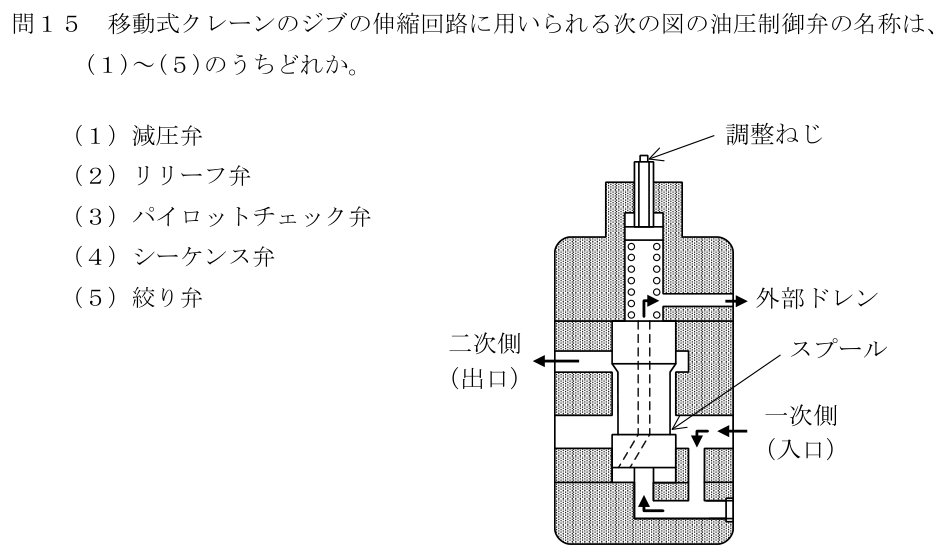 問１５　移動式クレーンのジブの伸縮回路に用いられる次の図の油圧制御弁の名称は、
（１）～（５）のうちどれか。
（１）減圧弁
（２）リリーフ弁
（３）パイロットチェック弁
（４）シーケンス弁
（５）絞り弁
調整ねじ
外部ドレン
二次側
（出口）
スプール
一次側
（入口）